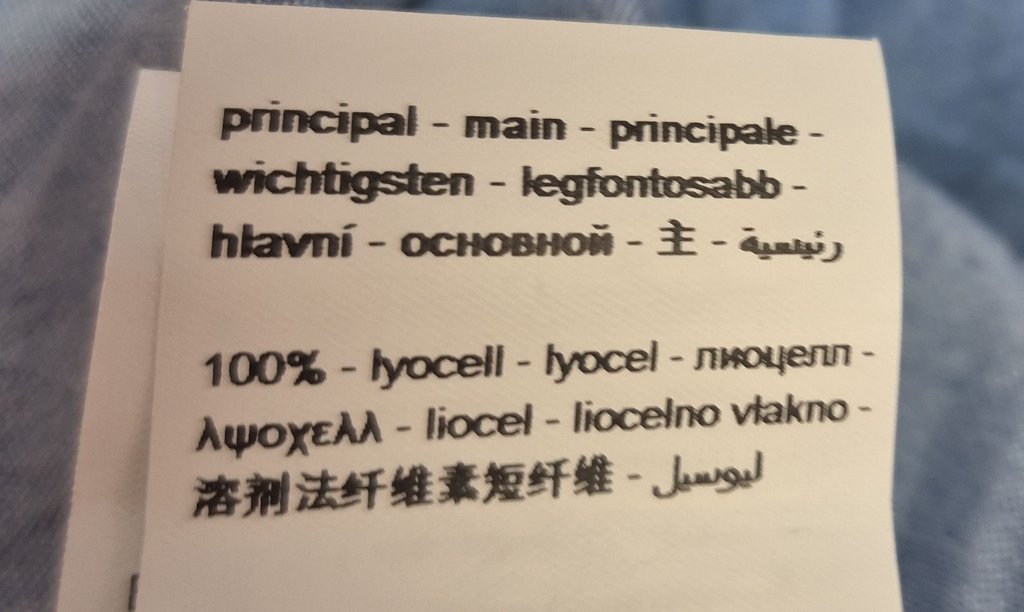 principal - main - principale -
wichtigsten - legfontosabb -
hlavní - основной - 主 - رئيسية
100% - lyocell - lyocel - лиоцелл -
λψοχελλ - liocel - liocelno vlakno -
溶剂法纤维素短纤维 - ليوسيل